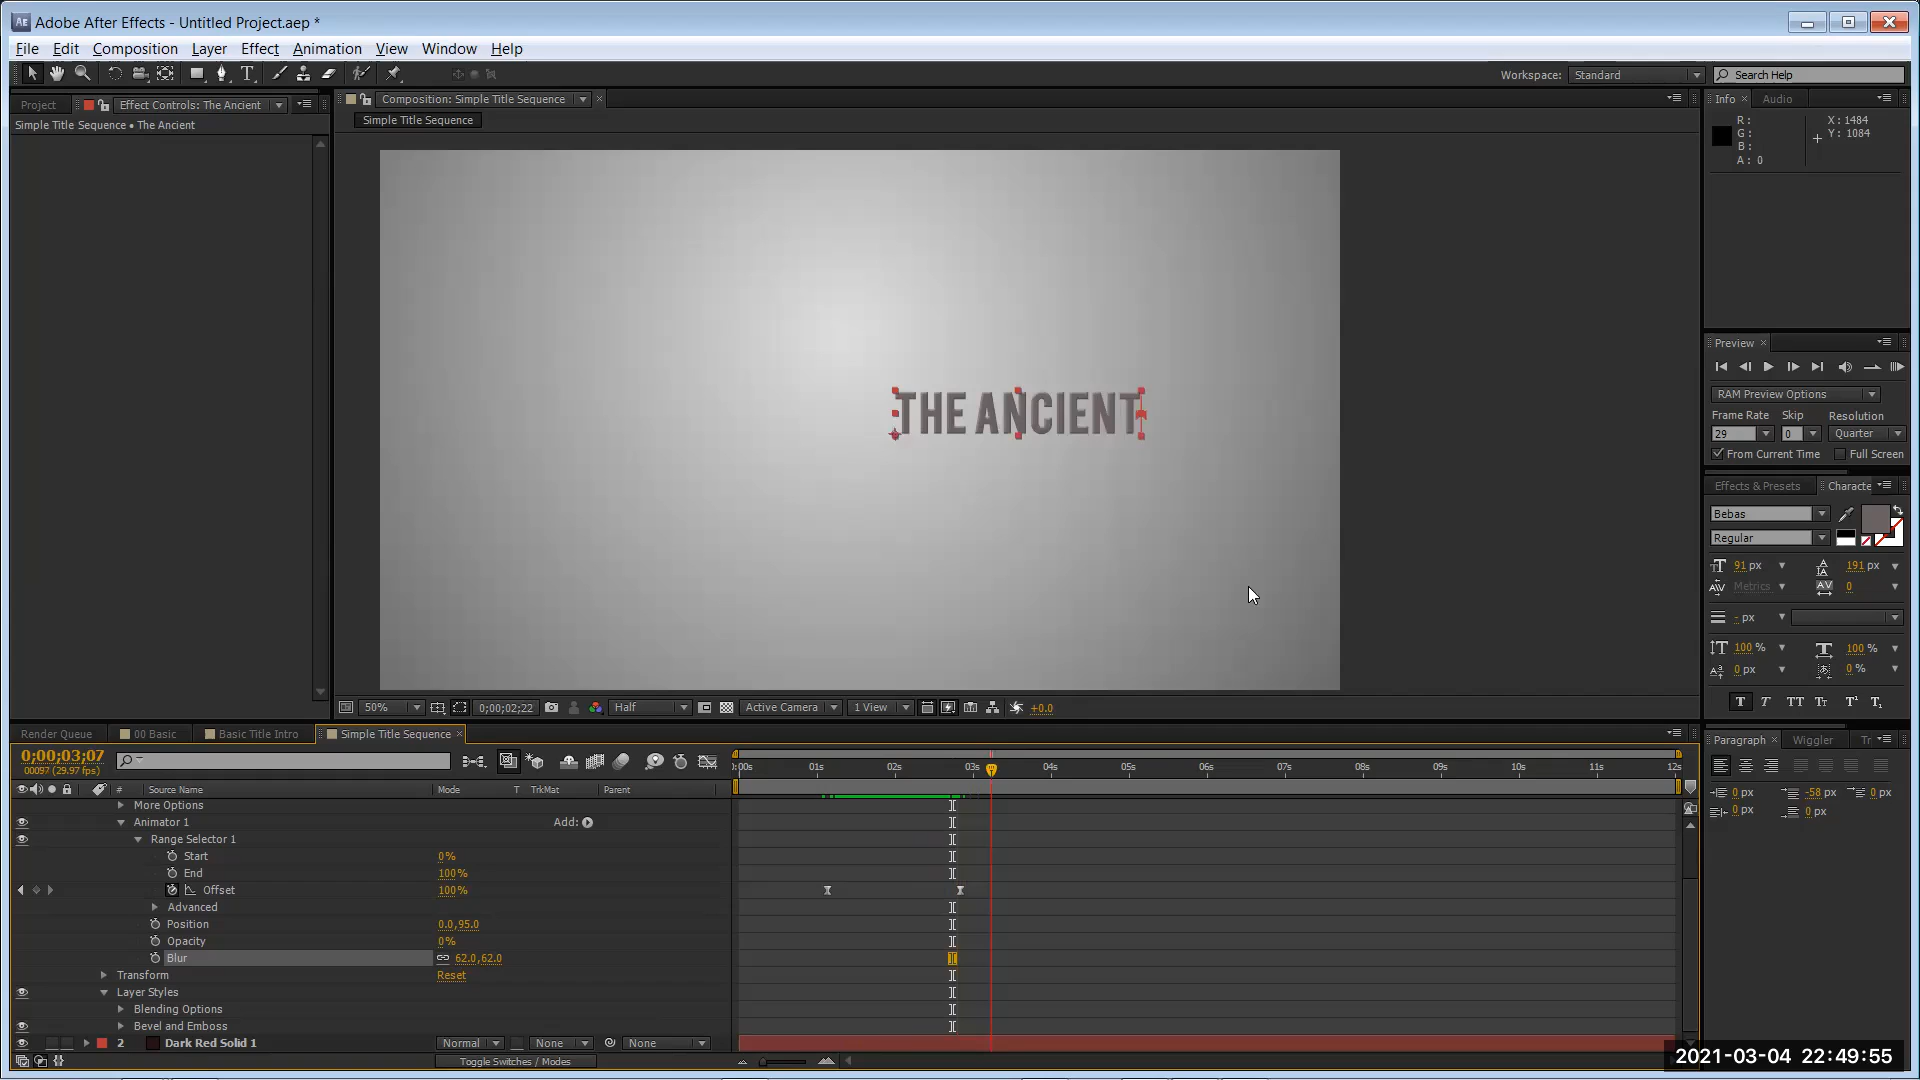 Adobe After Effects - Untitled Project.aep *
File Edit Composition Layer Effect Animation View Window Help
Workspace: Standard Search Help
Project Effect Controls: The Ancient
Simple Title Sequence • The Ancient
Composition: Simple Title Sequence
Simple Title Sequence
THE ANCIENT
50% 0;00;02;22 Half Active Camera 1 View +0.0
Info Audio
R: X: 1484
G: Y: 1084
B:
A: 0
Preview
RAM Preview Options
Frame Rate Skip Resolution
29 0 Quarter
From Current Time Full Screen
Effects & Presets Characte
Bebas
Regular
91 px 191 px
Metrics 0
- px
100 % 100 %
0 px 0 %
T T TT Tt T¹ T₁
Paragraph Wiggler Tr
0 px -58 px 0 px
0 px 0 px
Render Queue 00 Basic Basic Title Intro Simple Title Sequence
0;00;03;07
00097 (29.97 fps)
:00s 01s 02s 03s 04s 05s 06s 07s 08s 09s 10s 11s 12s
# Source Name Mode T TrkMat Parent
More Options
Animator 1 Add:
Range Selector 1
Start 0%
End 100%
Offset 100%
Advanced
Position 0.0,95.0
Opacity 0%
Blur 62.0,62.0
Transform Reset
Layer Styles
Blending Options
Bevel and Emboss
2 Dark Red Solid 1 Normal None None
Toggle Switches / Modes
2021-03-04 22:49:55